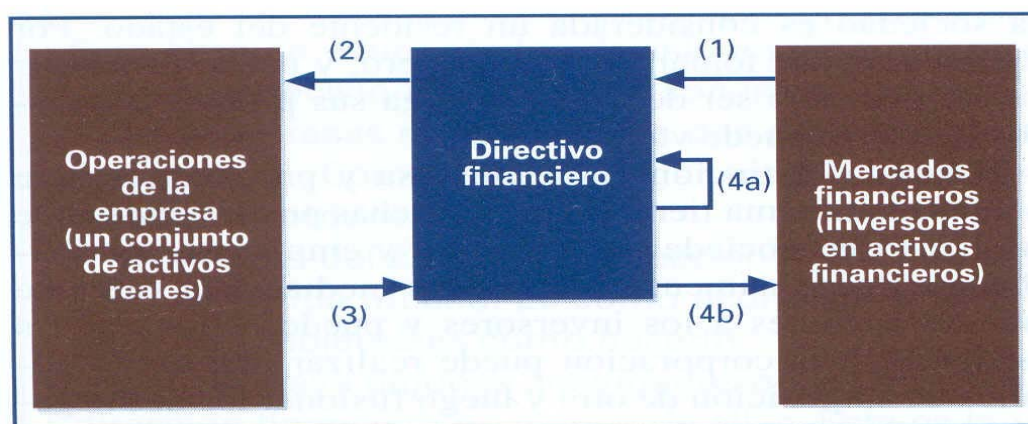 (2)
(1)
Operaciones
de la
empresa
(un conjunto
de activos
reales)
Directivo
financiero
(4a)
Mercados
financieros
(inversores
en activos
financieros)
(3)
(4b)